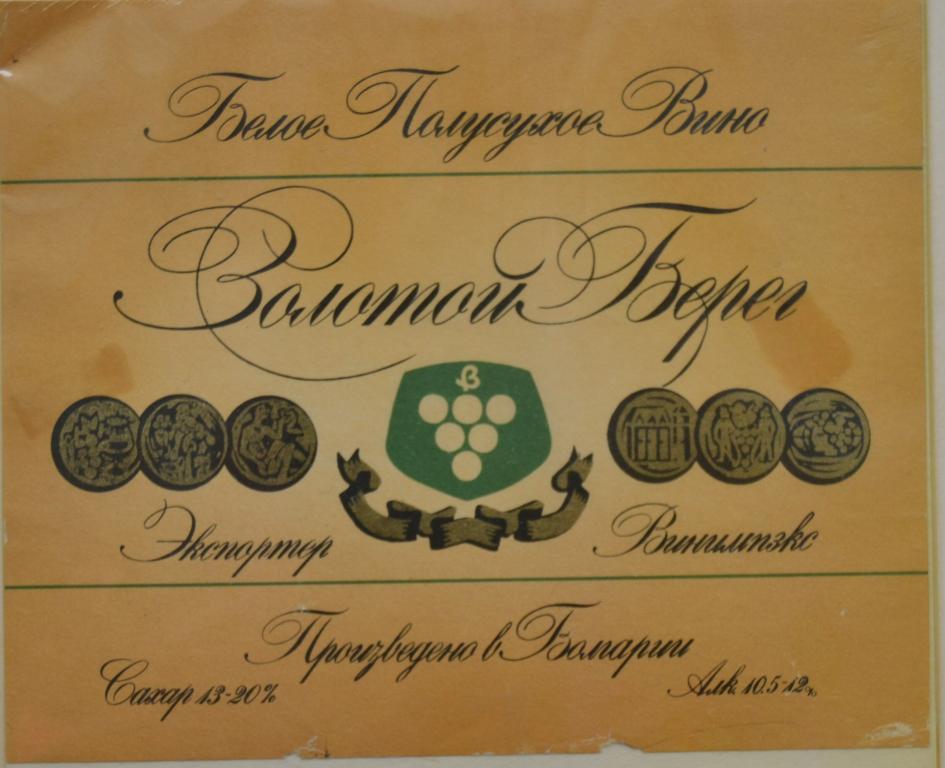 Белое Полусухое Вино
Золотой Берег
В
Экспортер Винимпэкс
Произведено в Болгарии
Сахар 13-20% Алк. 10.5-12%